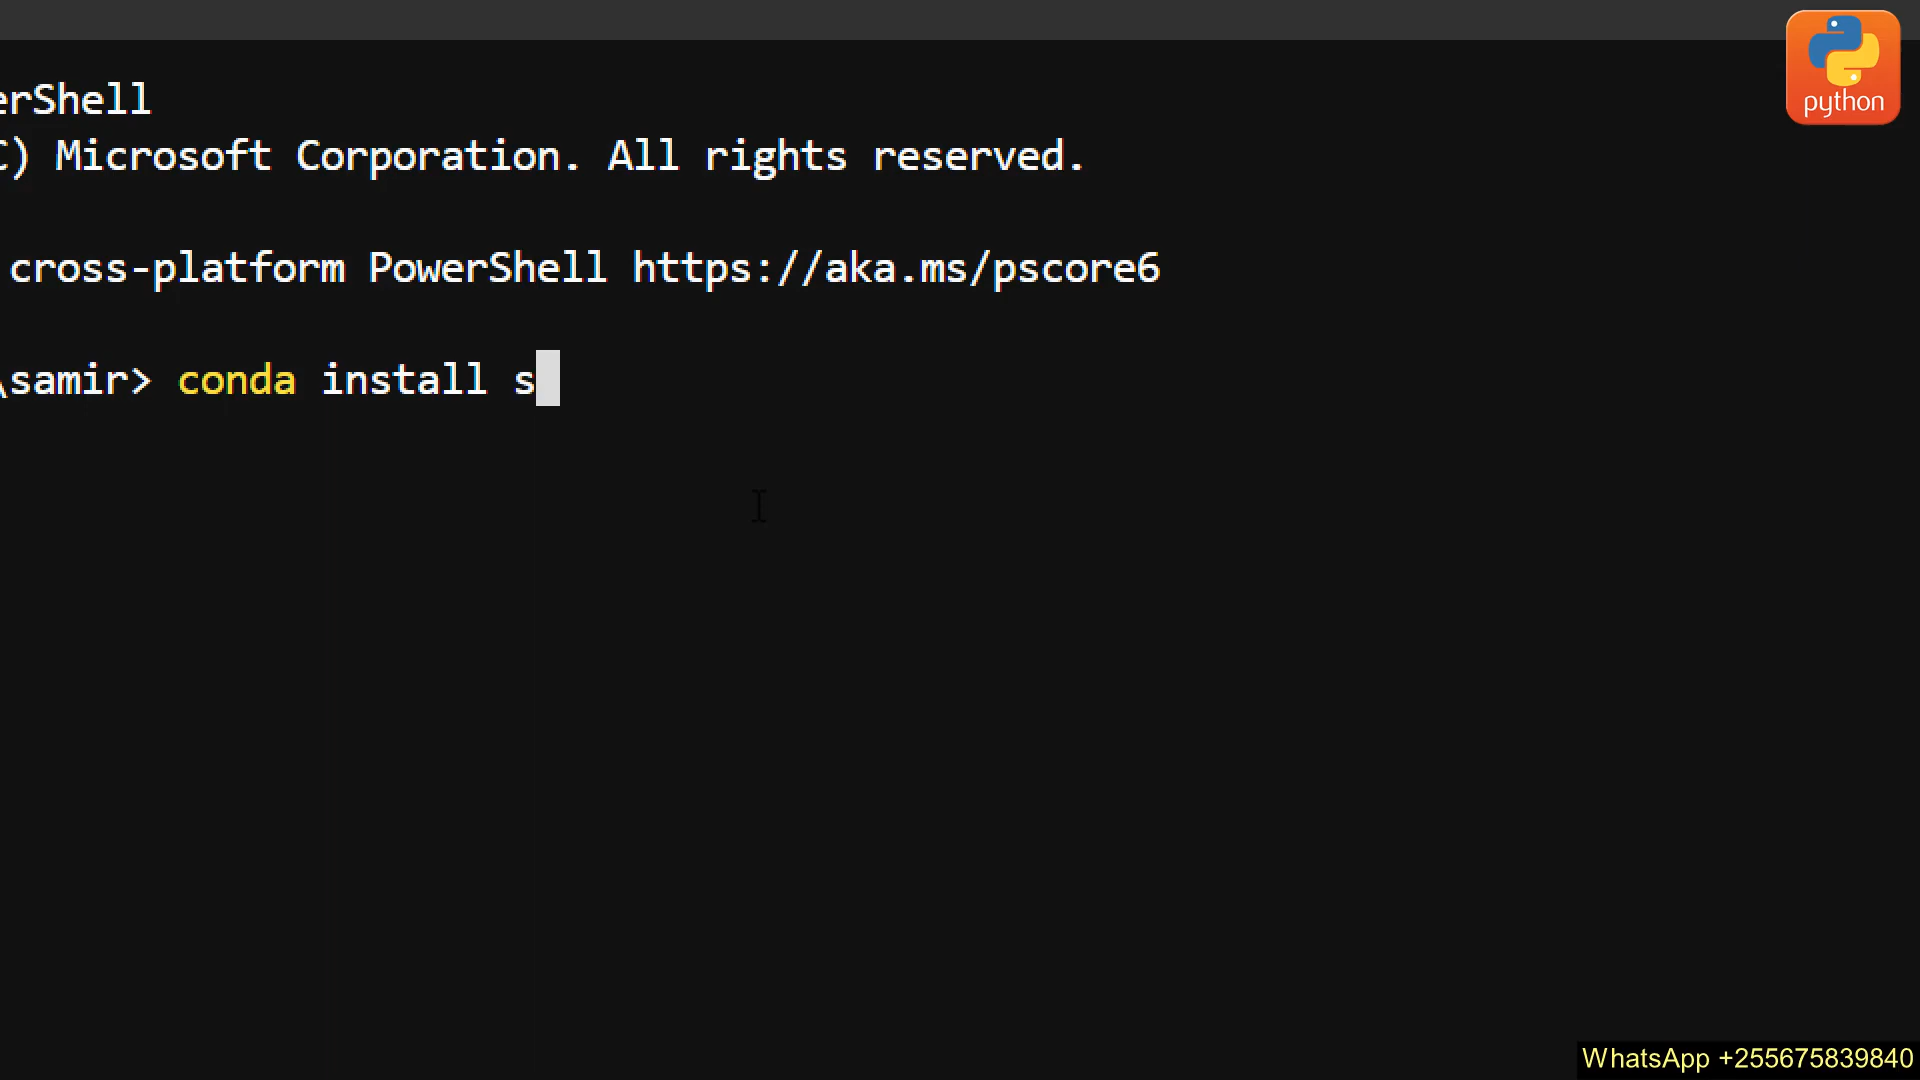 erShell
C) Microsoft Corporation. All rights reserved.
cross-platform PowerShell https://aka.ms/pscore6
\samir> conda install s
python
WhatsApp +255675839840